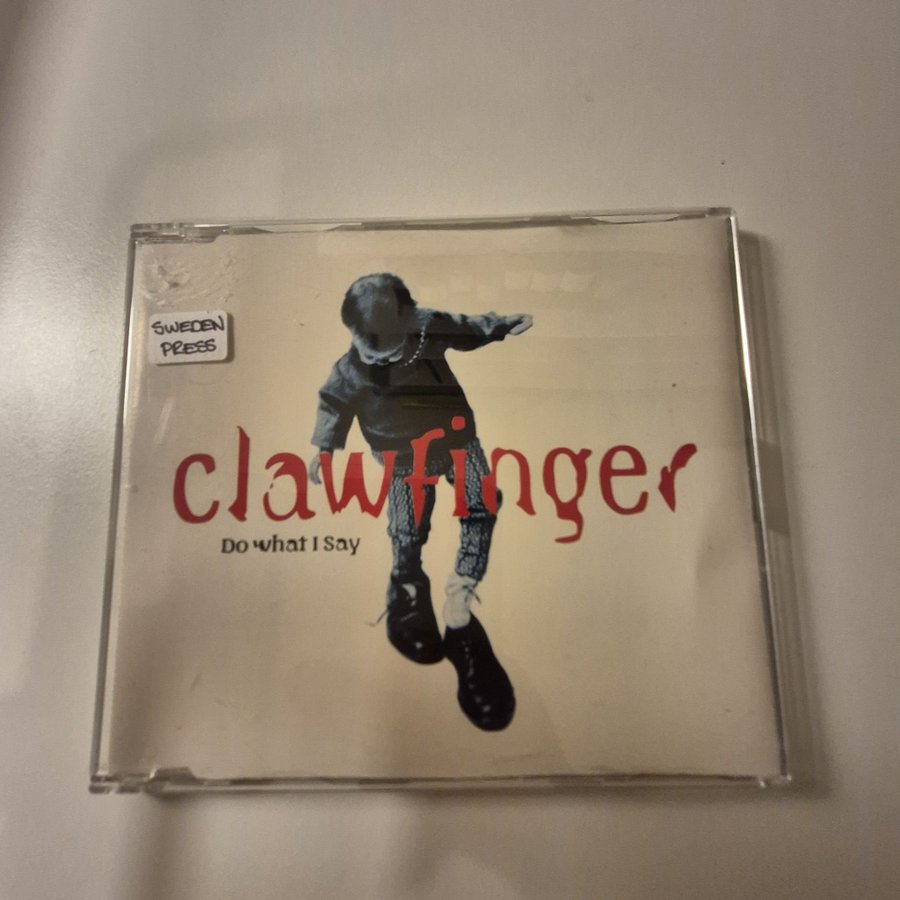 SWEDEN
PRESS
clawfinger
Do what I Say